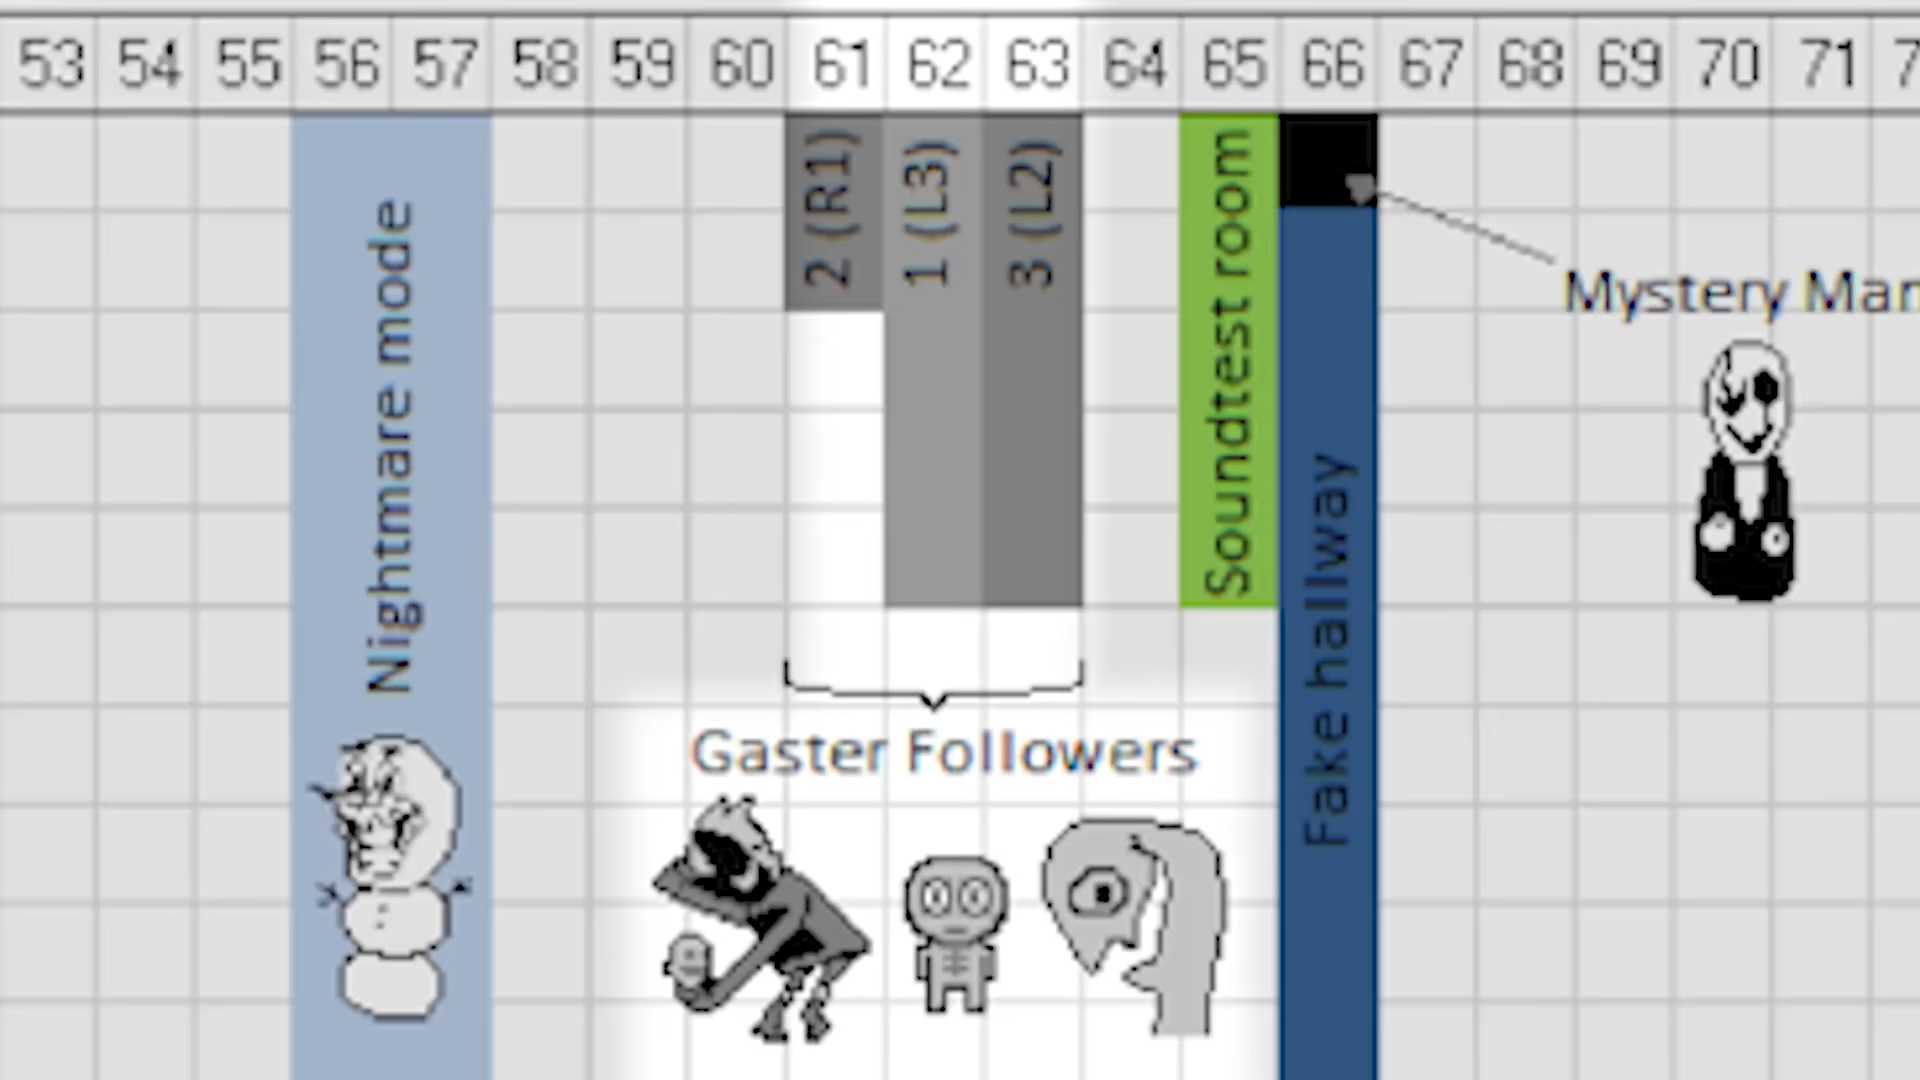 53 54 55 56 57 58 59 60 61 62 63 64 65 66 67 68 69 70 71
Nightmare mode
2 (R1)
1 (L3)
3 (L2)
Soundtest room
Fake hallway
Mystery
Gaster Followers